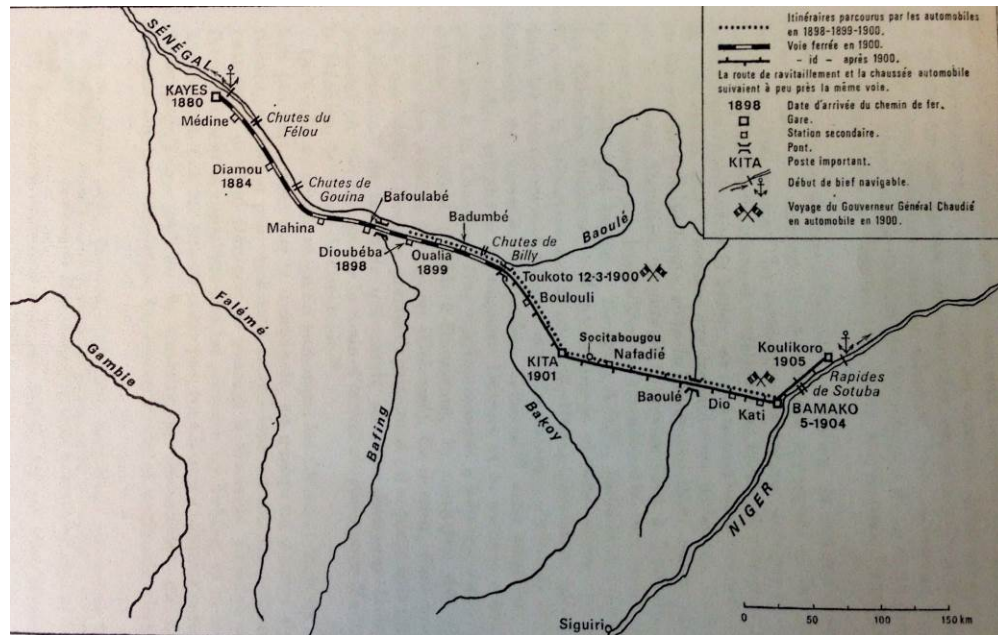 Itinéraires parcourus par les automobiles
en 1898-1899-1900.
Voie ferrée en 1900.
- id - après 1900.
La route de ravitaillement et la chaussée automobile
suivaient à peu près la même voie.
1898 Date d'arrivée du chemin de fer.
Gare.
Station secondaire.
Pont.
KITA Poste important.
Début de bief navigable.
Voyage du Gouverneur Général Chaudié
en automobile en 1900.
SÉNÉGAL
KAYES
1880
Médine
Chutes du
Félou
Diamou
1884
Chutes de
Gouina
Bafoulabé
Mahina
Badumbé
Dioubéba
1898
Oualia
1899
Chutes de
Billy
Baoulé
Toukoto 12-3-1900
Boulouli
Falémé
Gambie
Socitabougou
Nafadié
KITA
1901
Koulikoro
1905
Rapides
de Sotuba
Baoulé
Dio
Kati
BAMAKO
5-1904
Bafing
Bakoy
NIGER
Siguiri
0 50 100 150 km